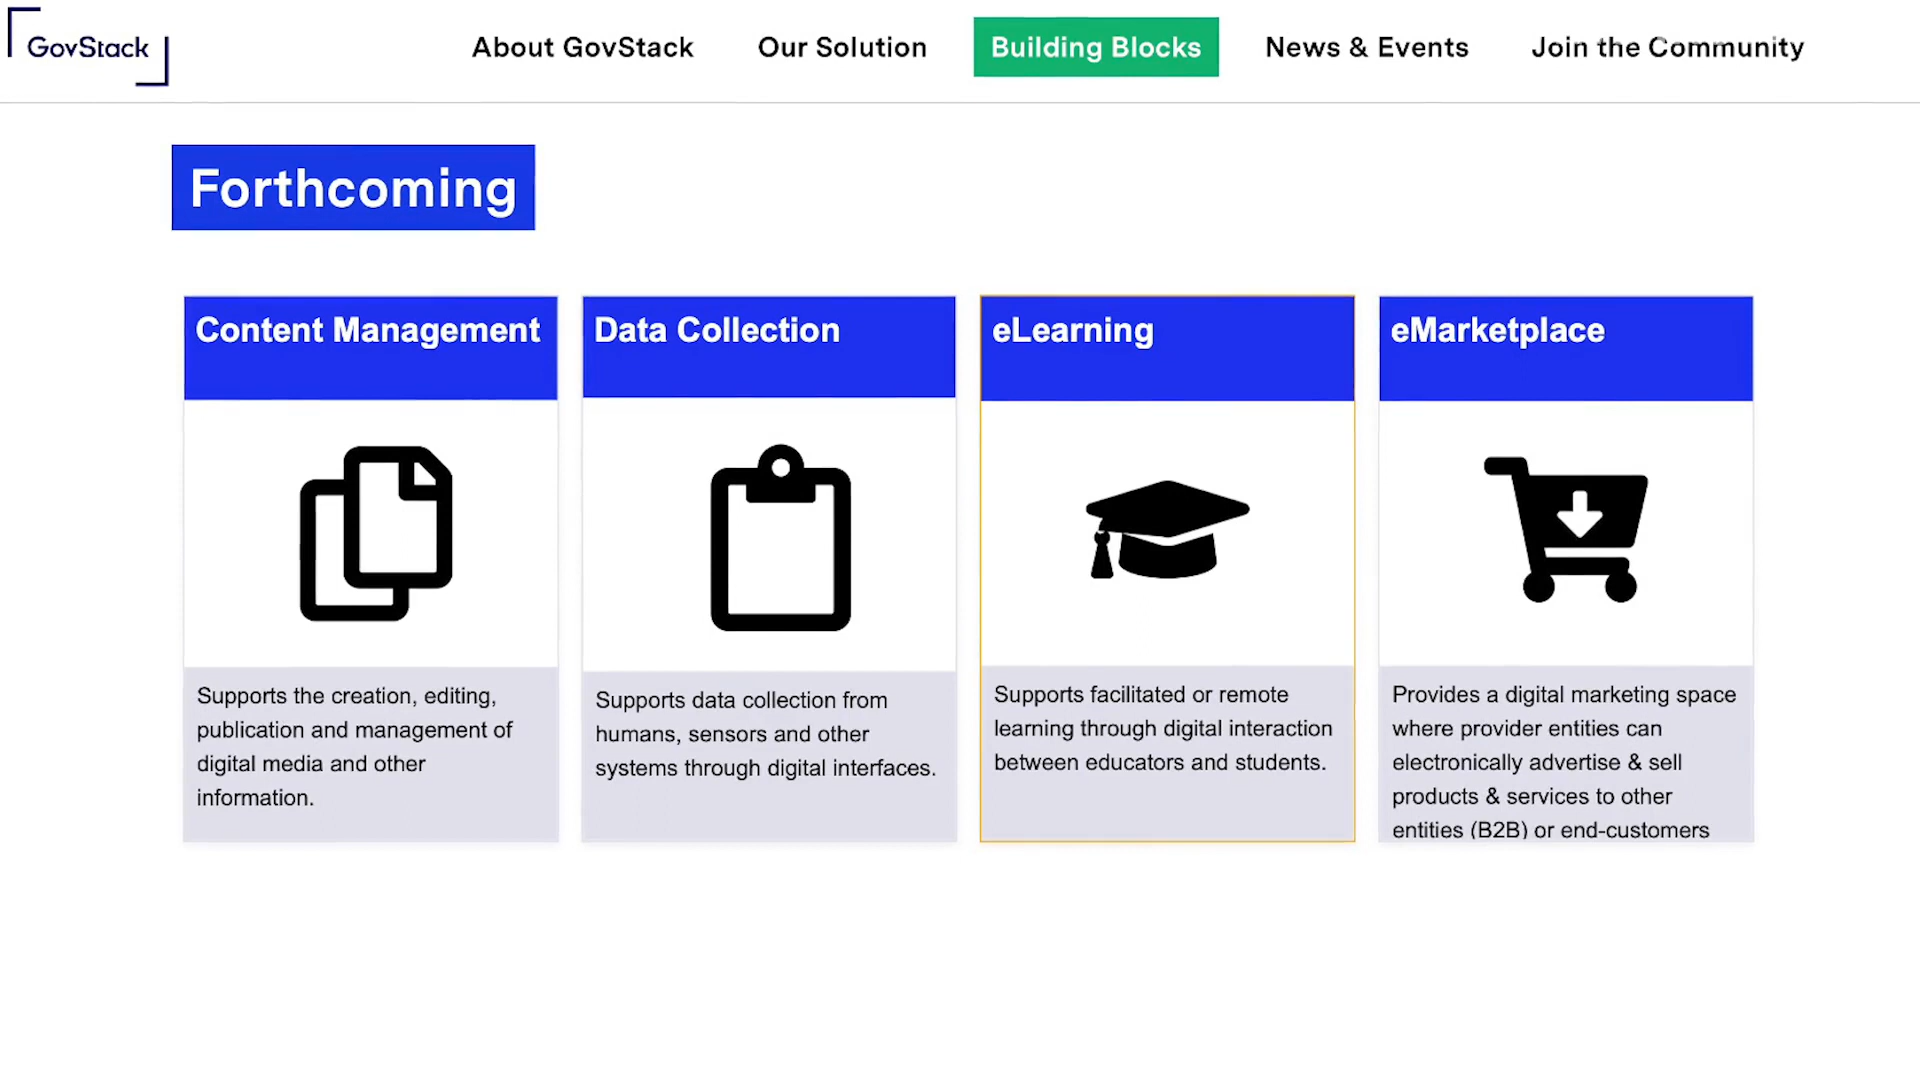 GovStack
About GovStack
Our Solution
Building Blocks
News & Events
Join the Community
Forthcoming
Content Management
Data Collection
eLearning
eMarketplace
Supports the creation, editing,
publication and management of
digital media and other
information.
Supports data collection from
humans, sensors and other
systems through digital interfaces.
Supports facilitated or remote
learning through digital interaction
between educators and students.
Provides a digital marketing space
where provider entities can
electronically advertise & sell
products & services to other
entities (B2B) or end-customers